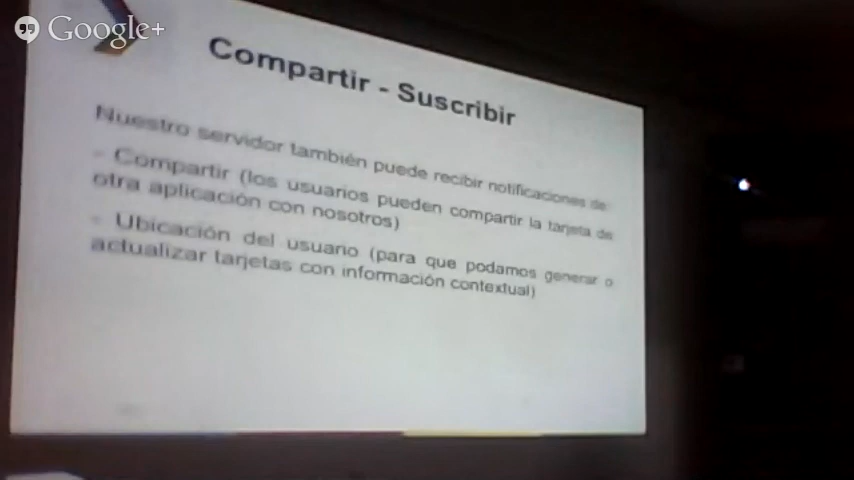 Google+
Compartir - Suscribir
Nuestro servidor también puede recibir notificaciones de:
- Compartir (los usuarios pueden compartir la tarjeta de
otra aplicación con nosotros)
- Ubicación del usuario (para que podamos generar o
actualizar tarjetas con información contextual)